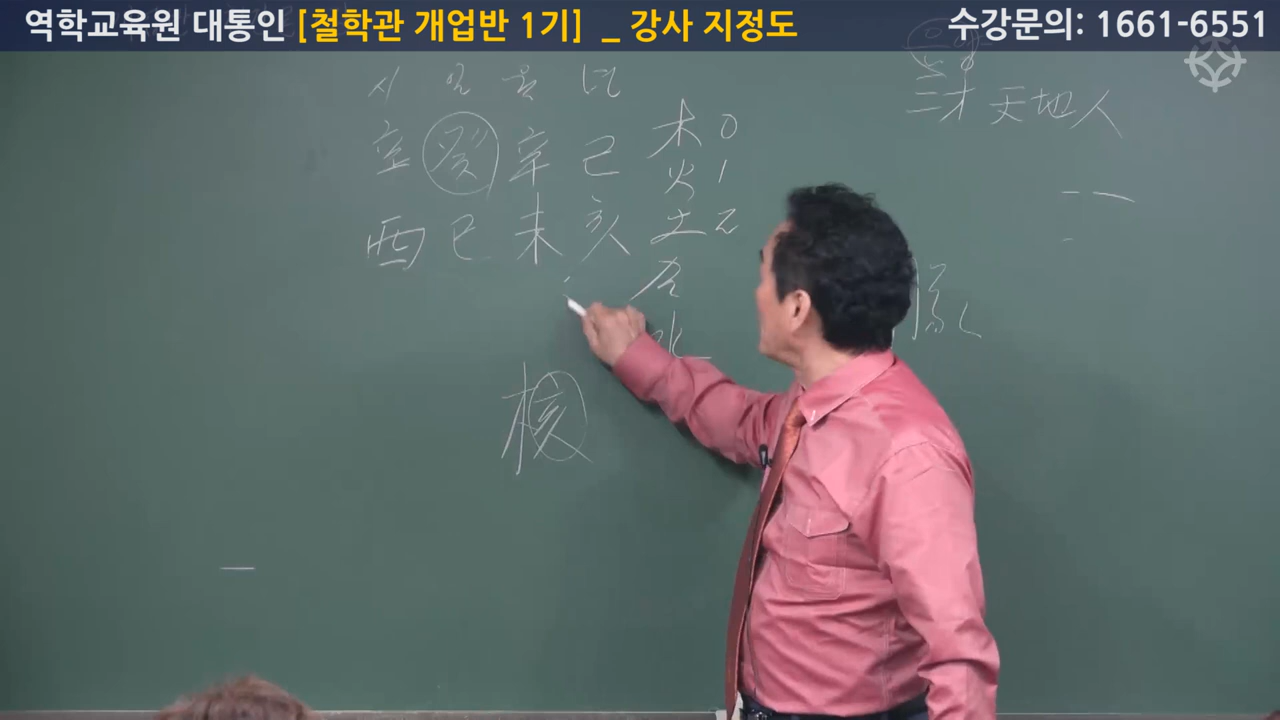 역학교육원 대통인 [철학관 개업반 1기] _ 강사 지정도
수강문의: 1661-6551
시 일 월 년
辛 癸 辛 己
酉 巳 未 亥
木 0
火 1
土 2
金
水
核
三才 天地人